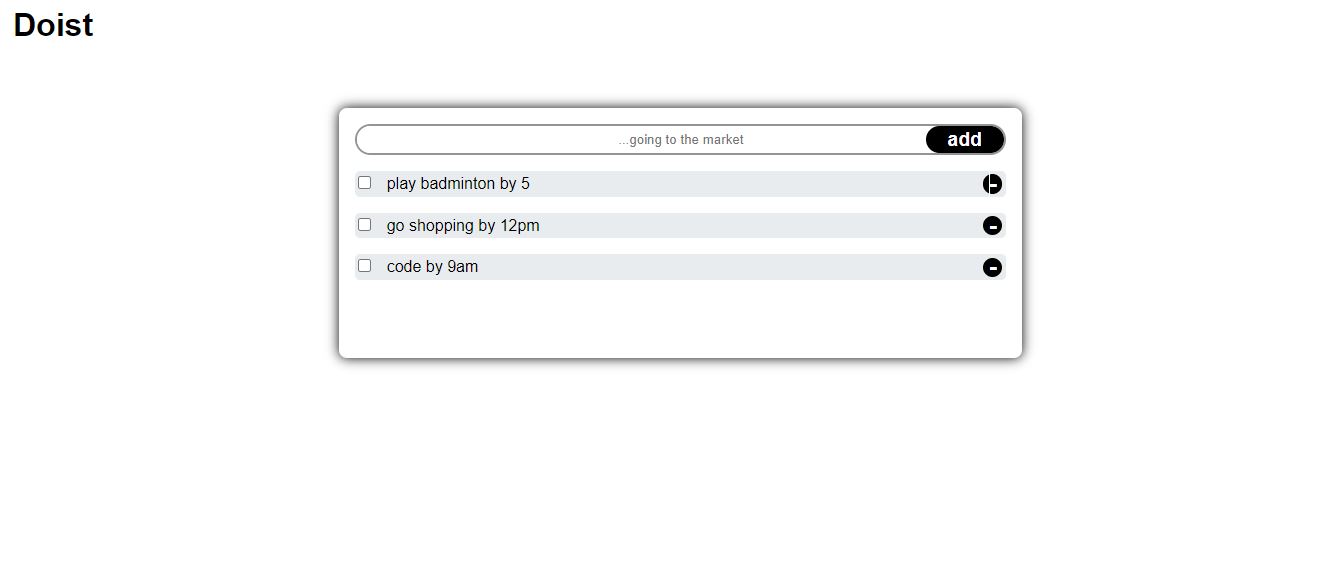 Doist
...going to the market
add
play badminton by 5 -
go shopping by 12pm -
code by 9am -